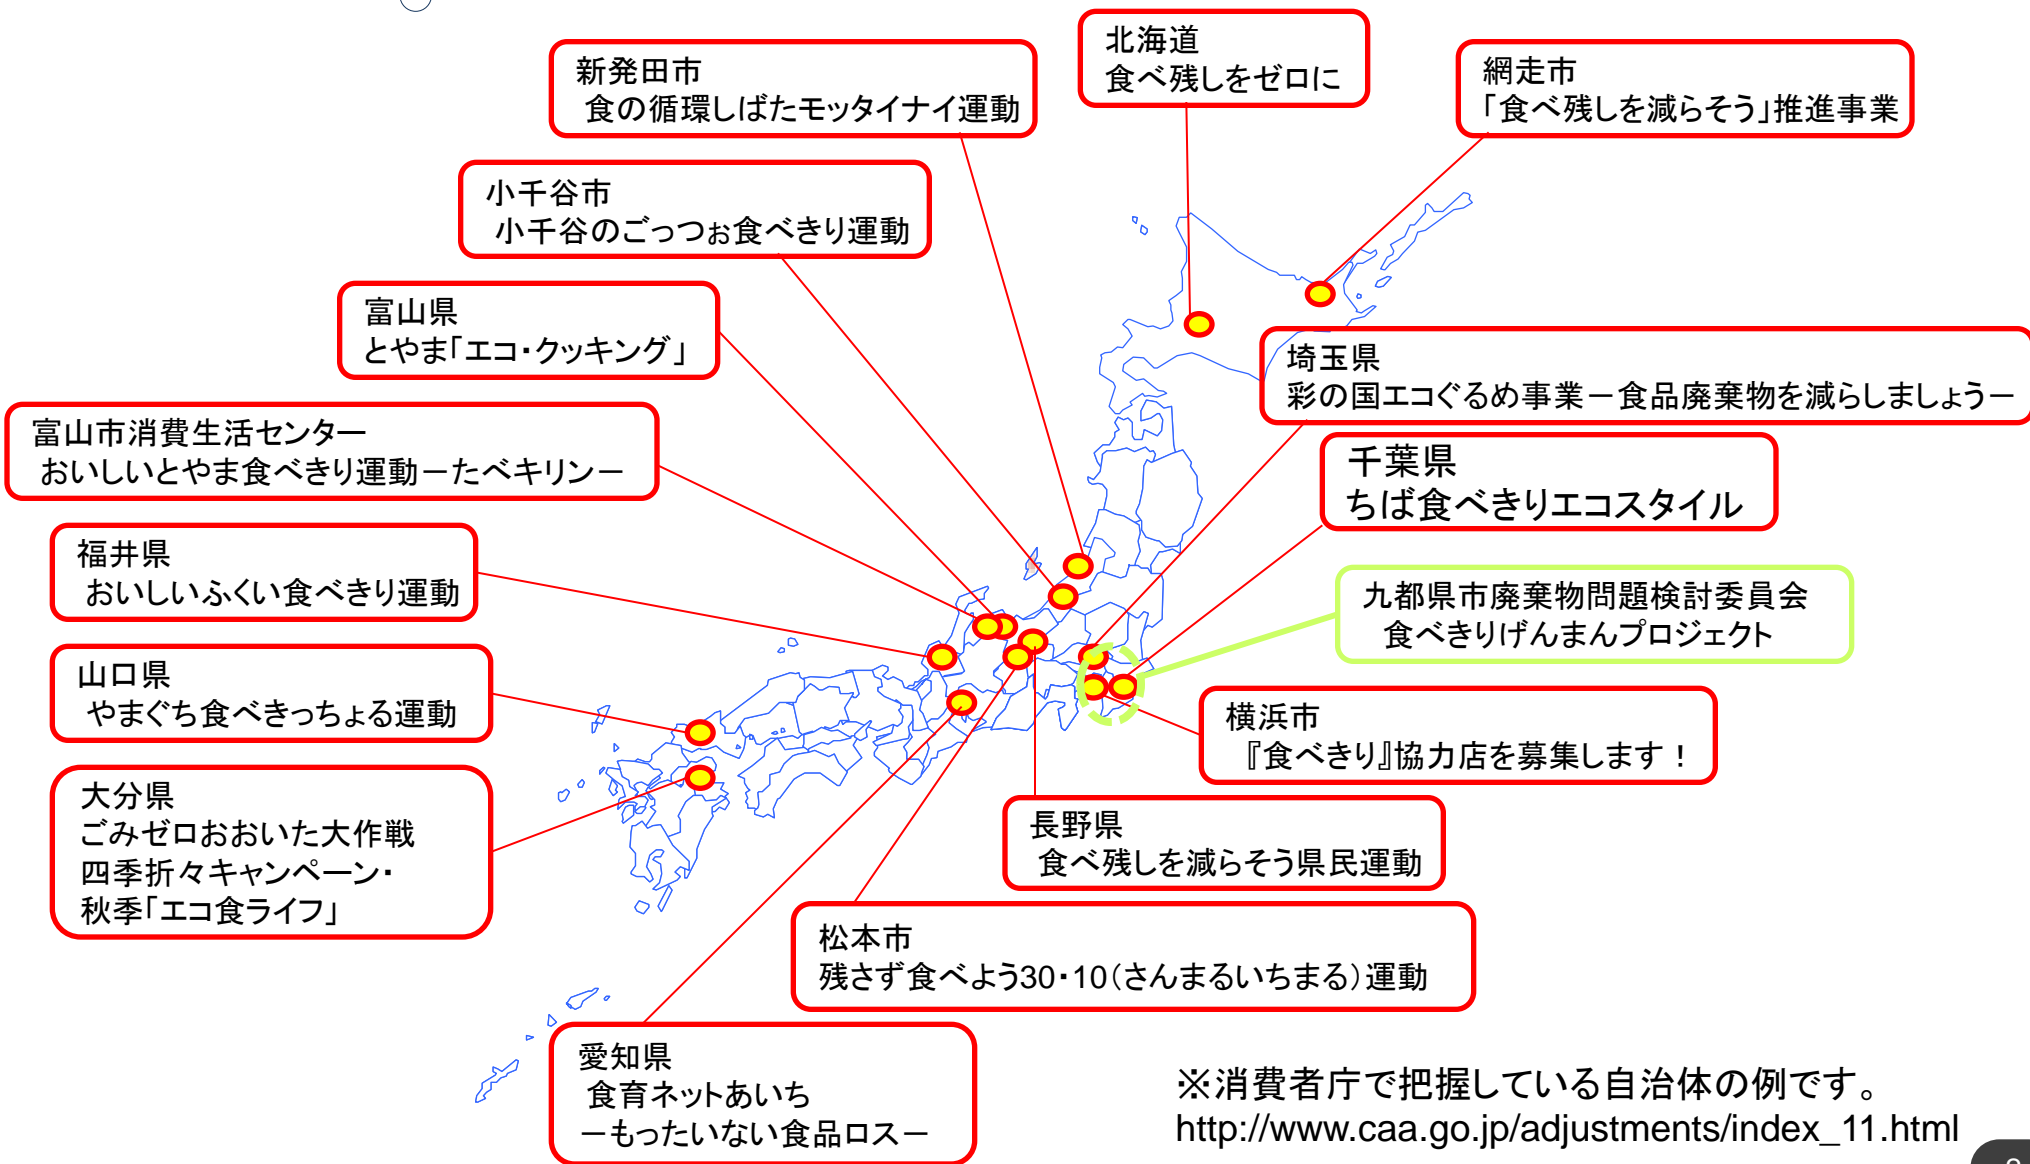 北海道
食べ残しをゼロに
新発田市
食の循環しばたモッタイナイ運動
網走市
「食べ残しを減らそう」推進事業
小千谷市
小千谷のごっつぉ食べきり運動
富山県
とやま「エコ・クッキング」
埼玉県
彩の国エコぐるめ事業－食品廃棄物を減らしましょう－
富山市消費生活センター
おいしいとやま食べきり運動－たべキリン－
千葉県
ちば食べきりエコスタイル
福井県
おいしいふくい食べきり運動
九都県市廃棄物問題検討委員会
食べきりげんまんプロジェクト
山口県
やまぐち食べきっちょる運動
横浜市
『食べきり』協力店を募集します！
大分県
ごみゼロおおいた大作戦
四季折々キャンペーン・
秋季「エコ食ライフ」
長野県
食べ残しを減らそう県民運動
松本市
残さず食べよう30・10（さんまるいちまる）運動
愛知県
食育ネットあいち
－もったいない食品ロス－
※消費者庁で把握している自治体の例です。
http://www.caa.go.jp/adjustments/index_11.html